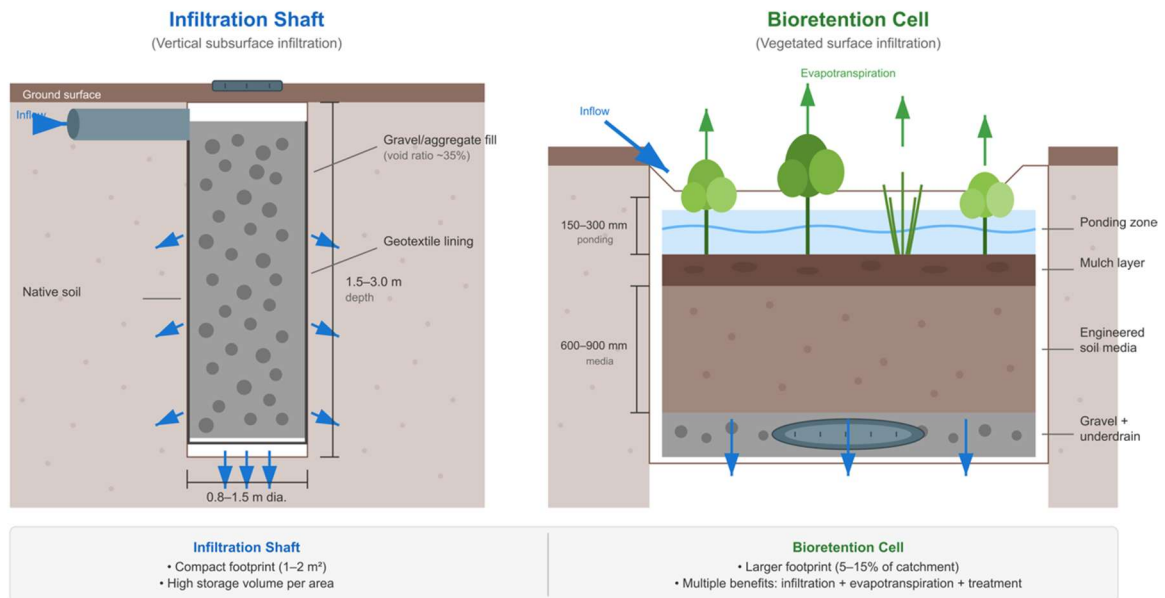 Infiltration Shaft
(Vertical subsurface infiltration)
Ground surface
Inflow
Gravel/aggregate fill
(void ratio ~35%)
Geotextile lining
1.5–3.0 m
depth
Native soil
0.8–1.5 m dia.
Bioretention Cell
(Vegetated surface infiltration)
Evapotranspiration
Inflow
150–300 mm
ponding
Ponding zone
Mulch layer
600–900 mm
media
Engineered
soil media
Gravel +
underdrain
Infiltration Shaft
• Compact footprint (1–2 m²)
• High storage volume per area
Bioretention Cell
• Larger footprint (5–15% of catchment)
• Multiple benefits: infiltration + evapotranspiration + treatment